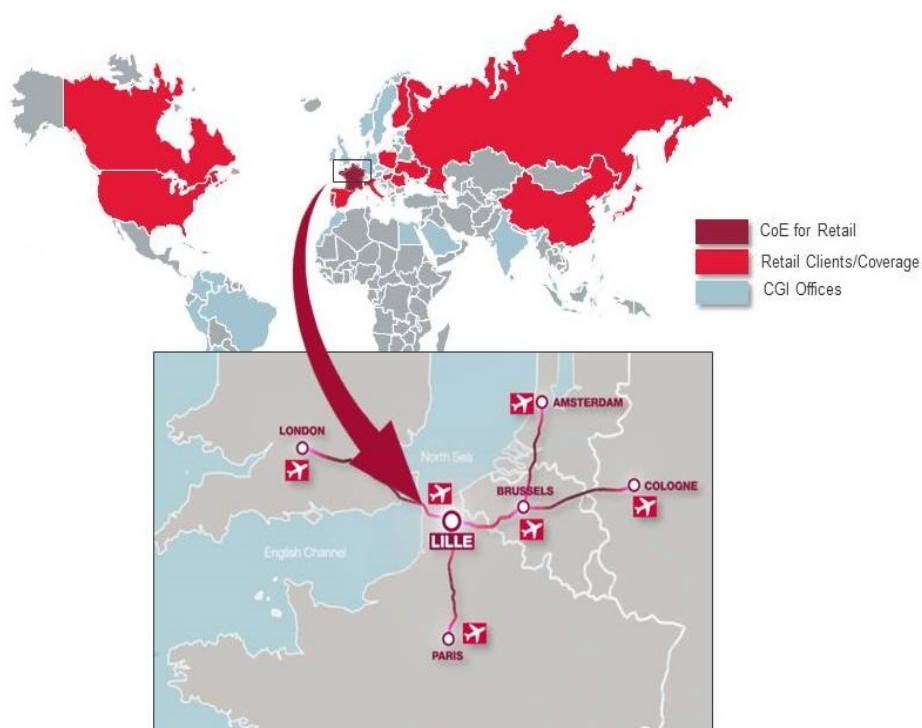 CoE for Retail
Retail Clients/Coverage
CGI Offices
AMSTERDAM
LONDON
North Sea
BRUSSELS
COLOGNE
LILLE
English Channel
PARIS